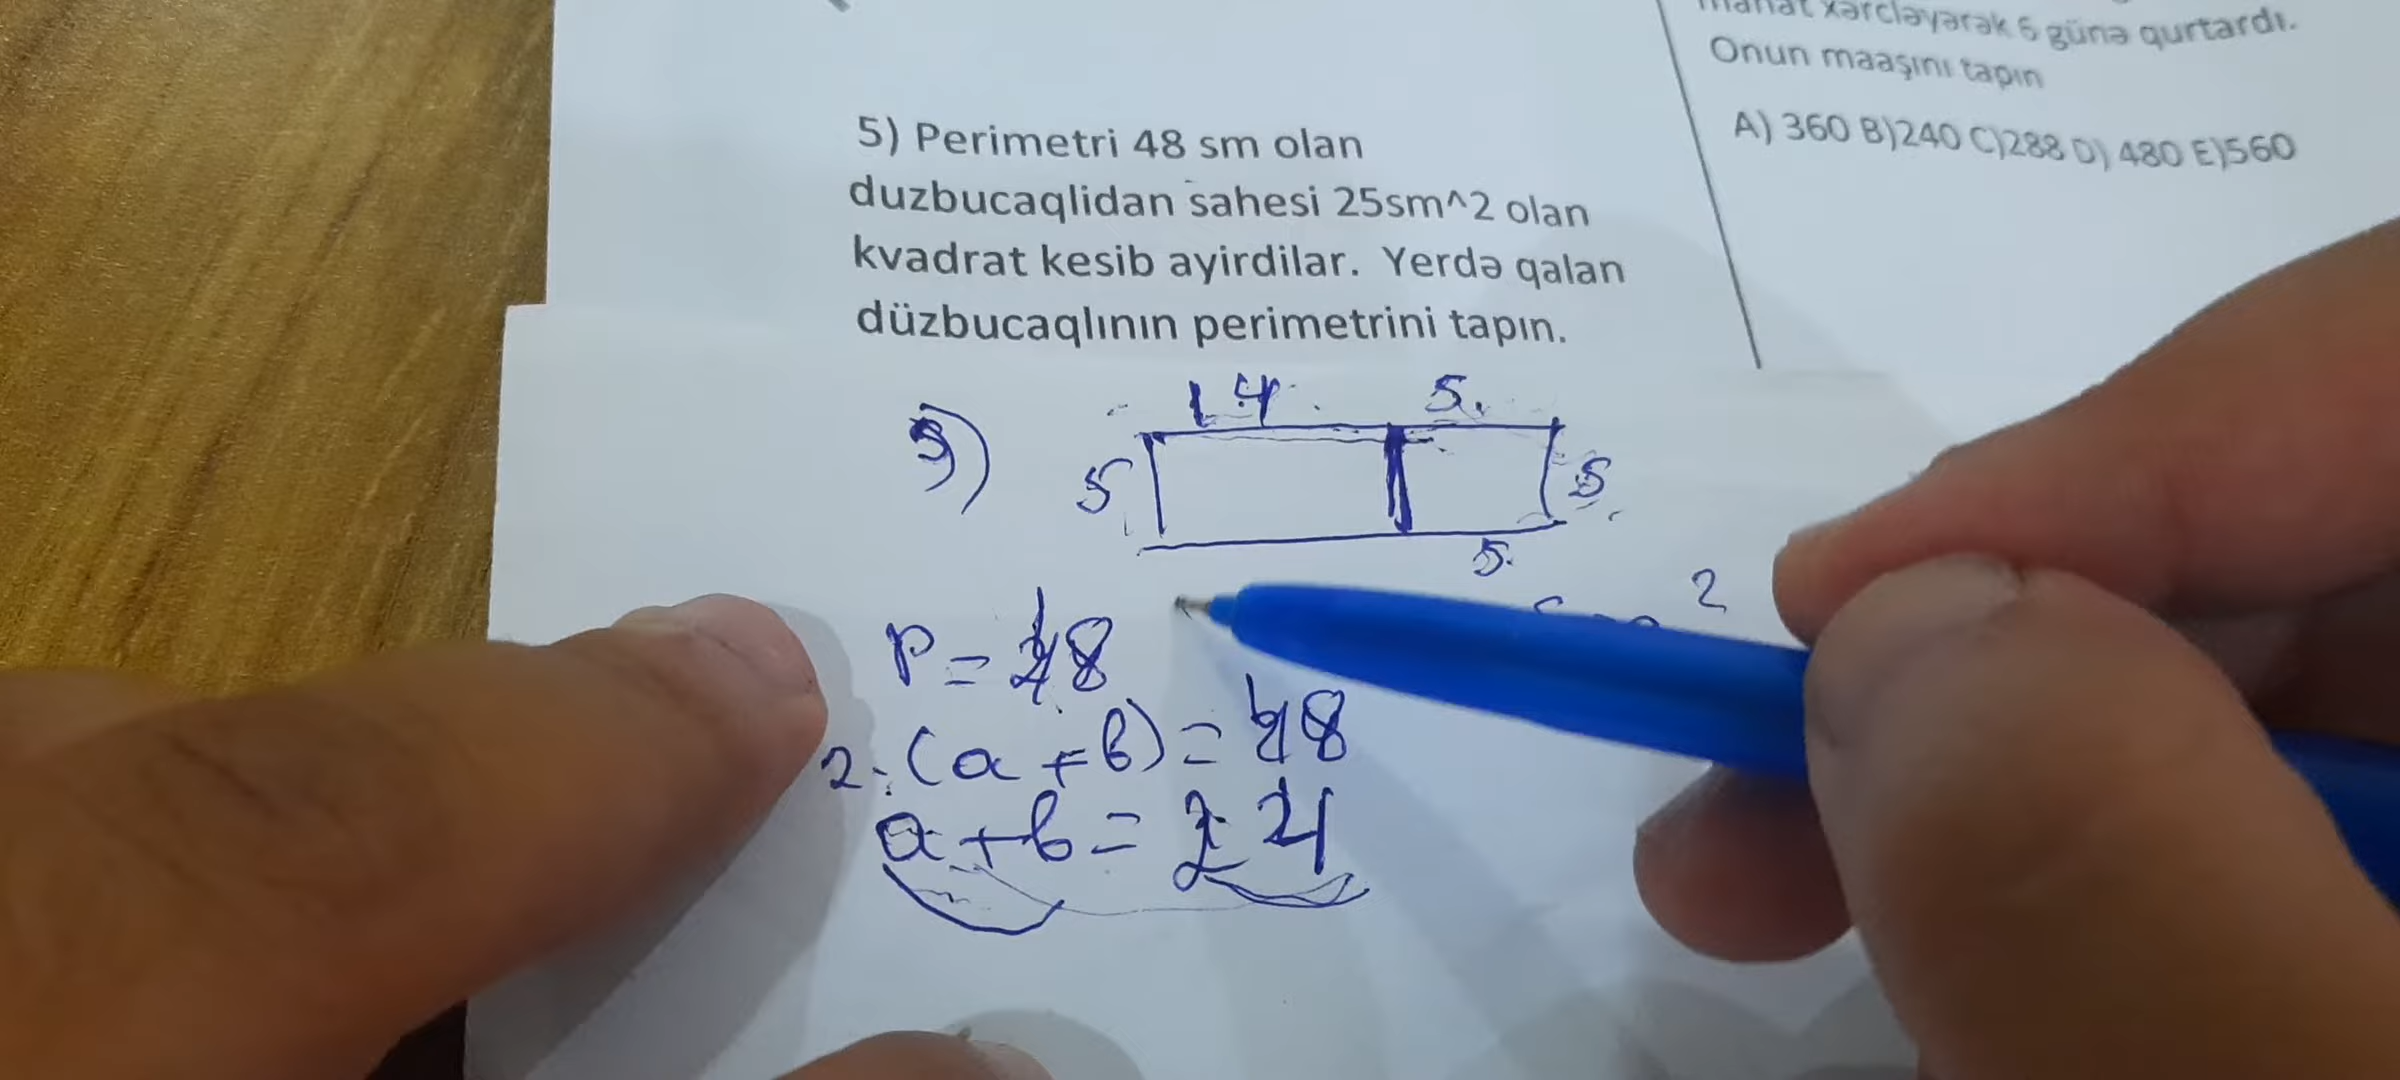 manat xərcləyərək 6 günə qurtardı.
Onun maaşını tapın
A) 360 B)240 C)288 D) 480 E)560
5) Perimetri 48 sm olan
duzbucaqlidan sahesi 25sm^2 olan
kvadrat kesib ayirdilar. Yerdə qalan
düzbucaqlının perimetrini tapın.
5)
14 5
5 5
5
2
P = 48
2·(a+b) = 48
a+b = 24